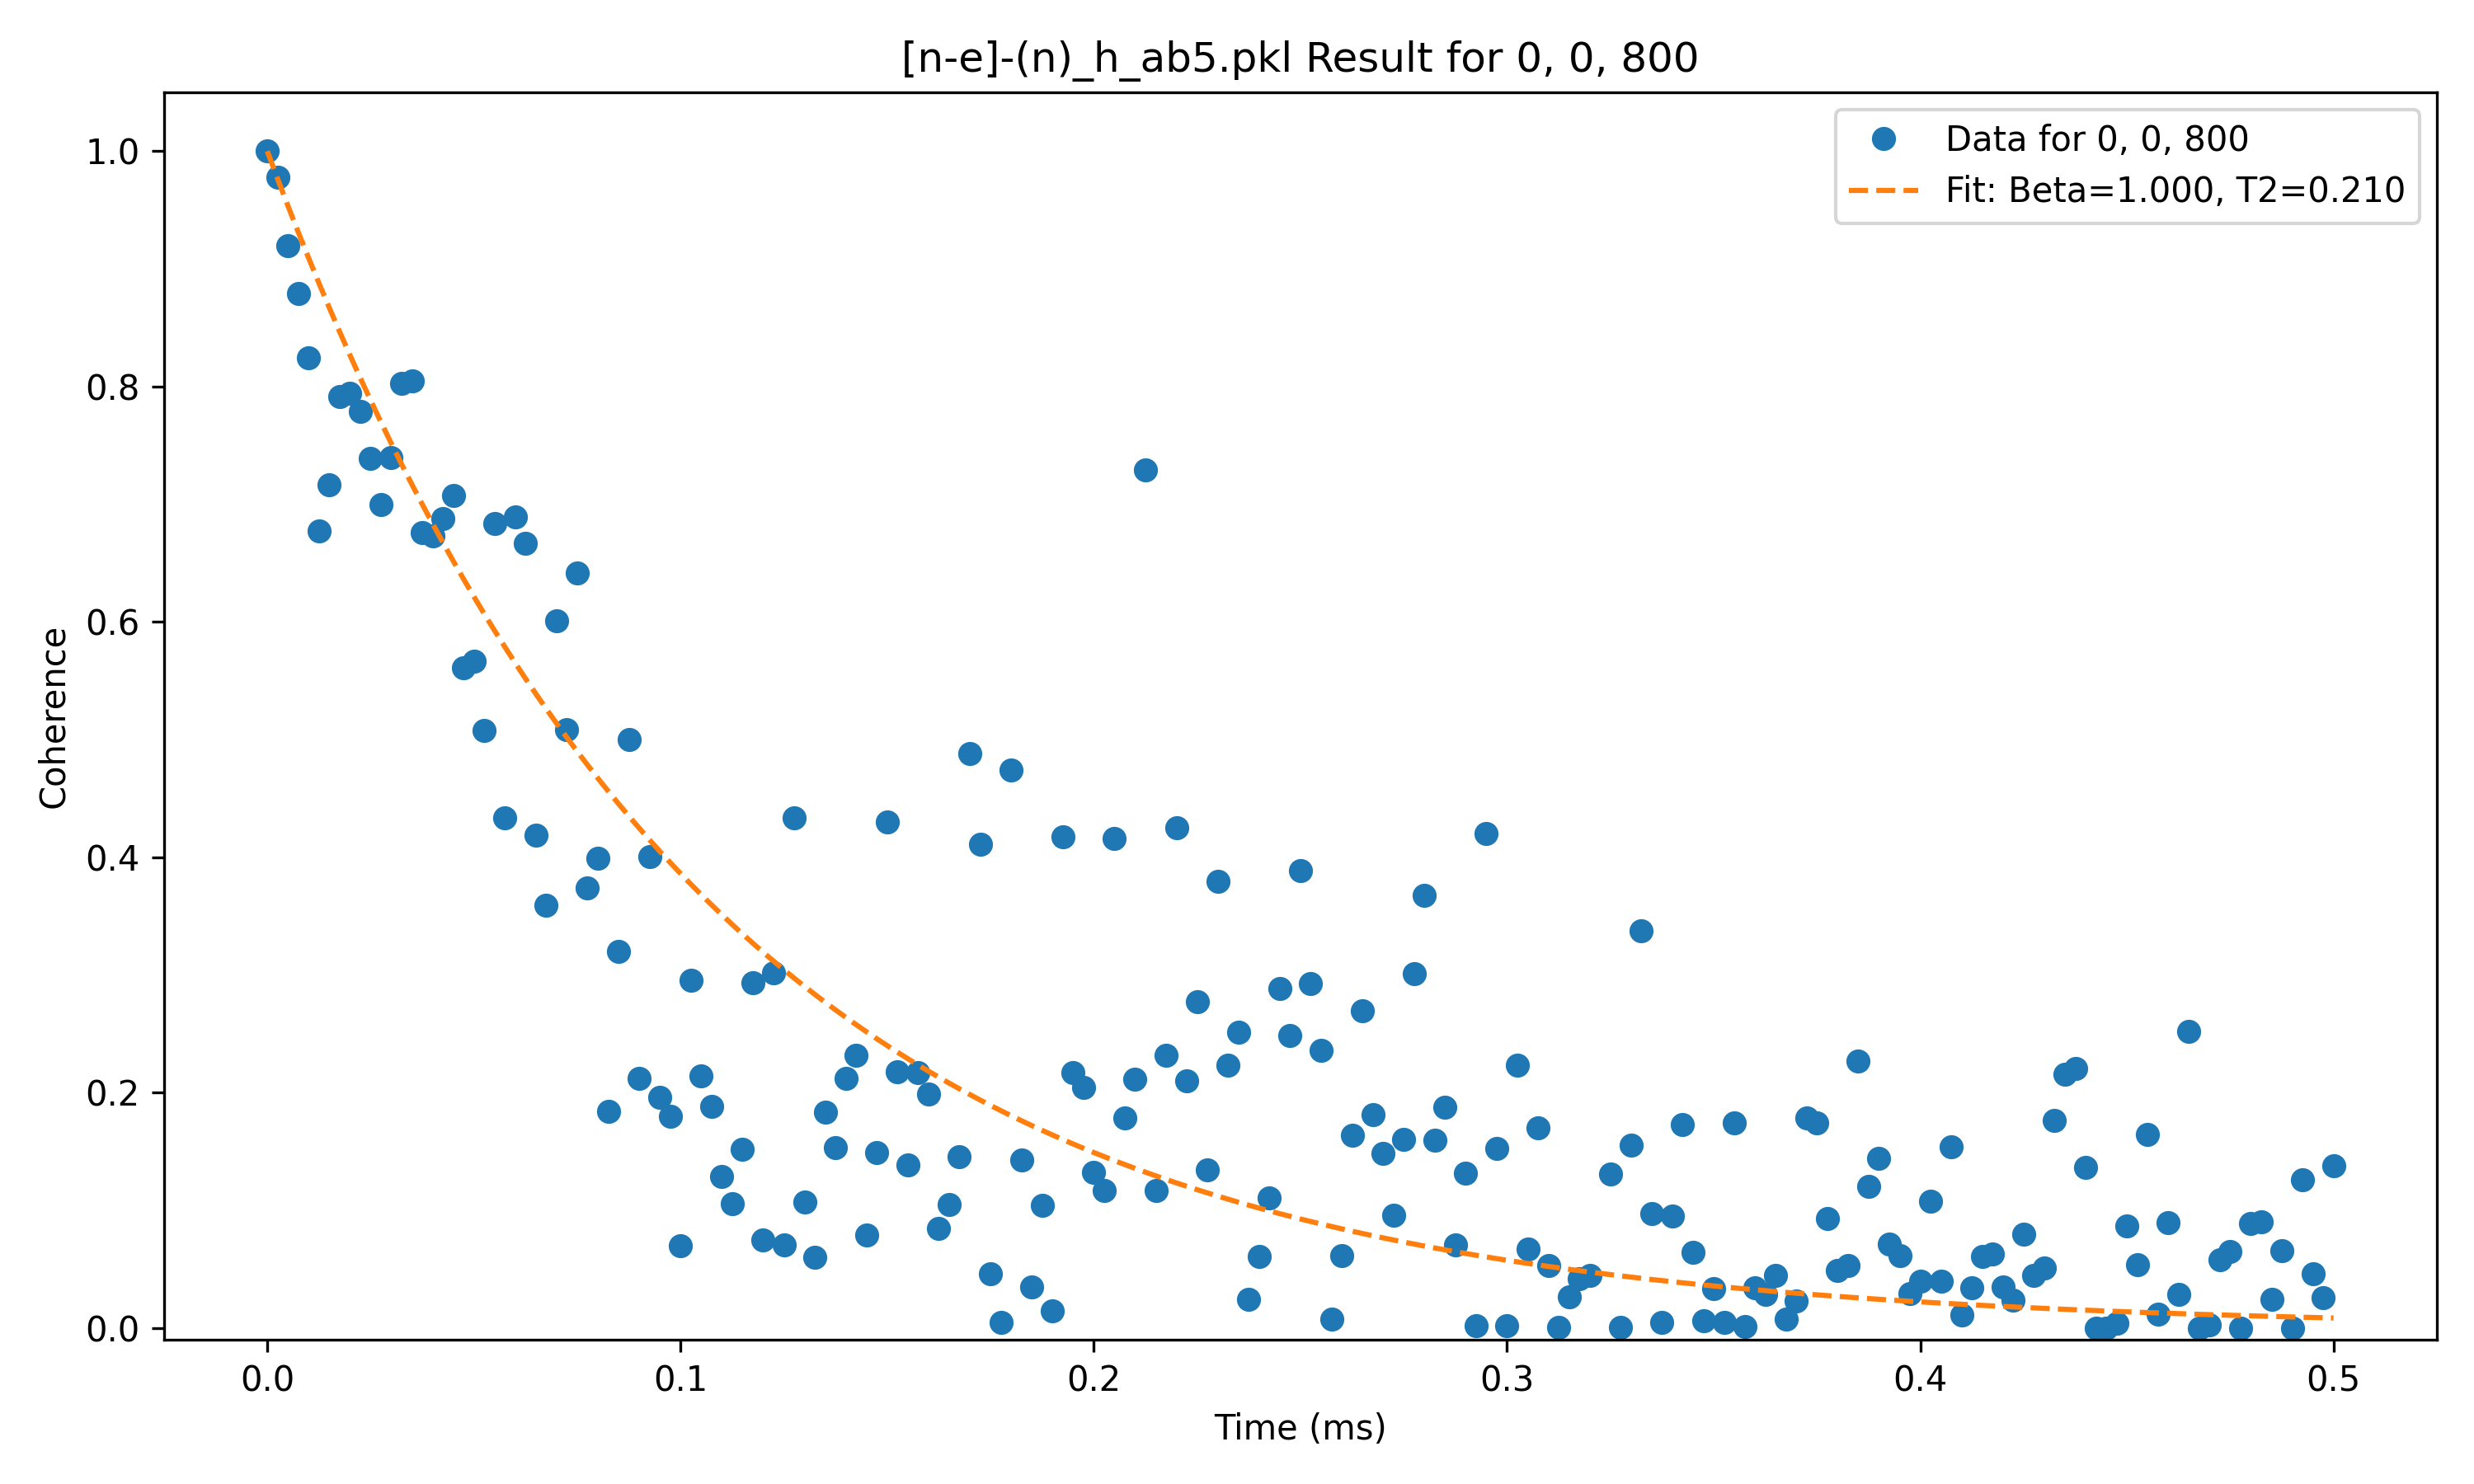 [n-e]-(n)_h_ab5.pkl Result for 0, 0, 800
Data for 0, 0, 800
Fit: Beta=1.000, T2=0.210
Coherence
1.0
0.8
0.6
0.4
0.2
0.0
0.0 0.1 0.2 0.3 0.4 0.5
Time (ms)